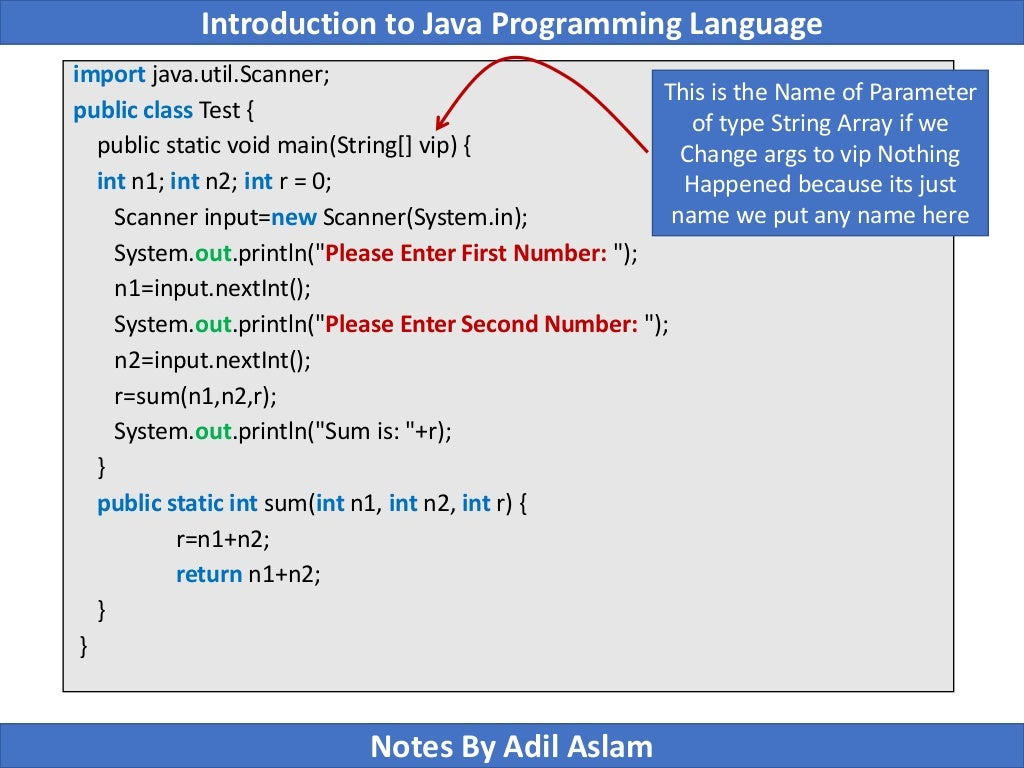 Introduction to Java Programming Language
import java.util.Scanner;
public class Test {
public static void main(String[] vip) {
int n1; int n2; int r = 0;
Scanner input=new Scanner(System.in);
System.out.println("Please Enter First Number: ");
n1=input.nextInt();
System.out.println("Please Enter Second Number: ");
n2=input.nextInt();
r=sum(n1,n2,r);
System.out.println("Sum is: "+r);
}
public static int sum(int n1, int n2, int r) {
r=n1+n2;
return n1+n2;
}
}
This is the Name of Parameter
of type String Array if we
Change args to vip Nothing
Happened because its just
name we put any name here
Notes By Adil Aslam